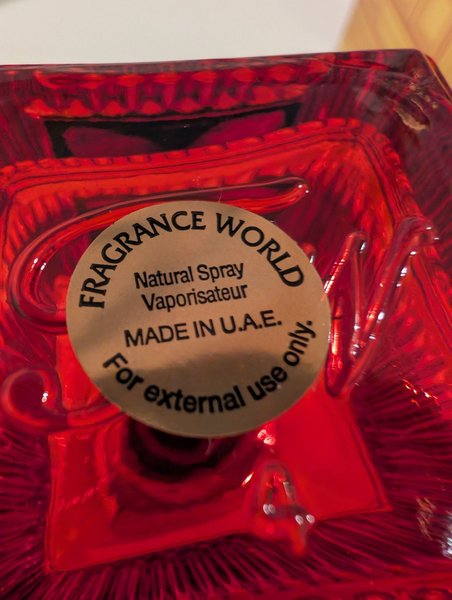 FRAGRANCE WORLD
Natural Spray
Vaporisateur
MADE IN U.A.E.
For external use only.